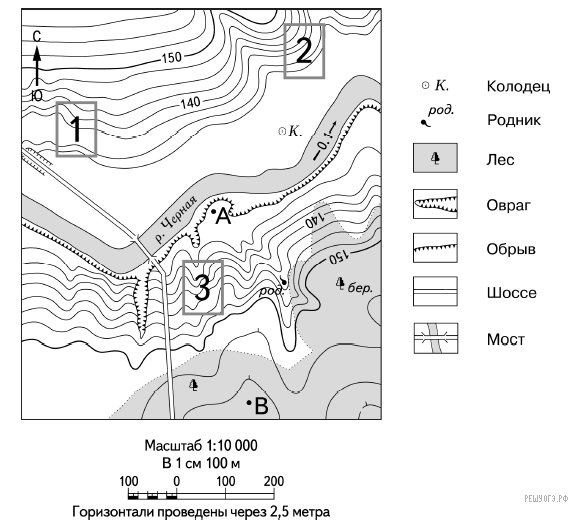 С
Ю
150
140
1
2
К.
0.1
р. Черная
А
140
150
3
род.
бер.
В
К. Колодец
род. Родник
Лес
Овраг
Обрыв
Шоссе
Мост
Масштаб 1:10 000
В 1 см 100 м
100 0 100 200
Горизонтали проведены через 2,5 метра
РЕШУОГЭ.РФ